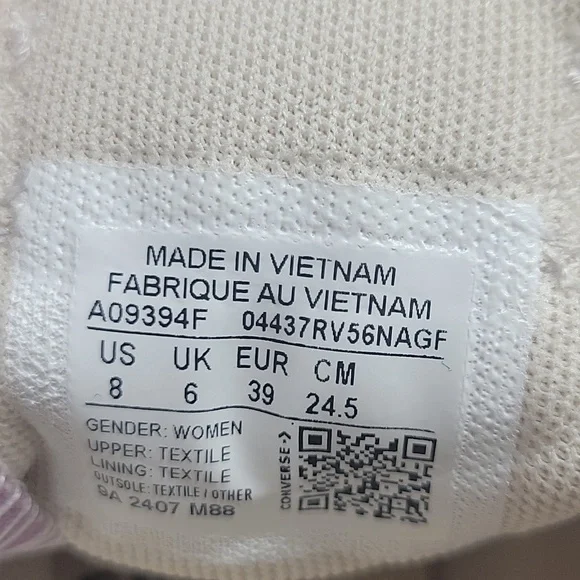 MADE IN VIETNAM
FABRIQUE AU VIETNAM
A09394F 04437RV56NAGF
US UK EUR CM
8 6 39 24.5
GENDER: WOMEN
UPPER: TEXTILE
LINING: TEXTILE
OUTSOLE: TEXTILE / OTHER
SA 2407 M88
CONVERSE->